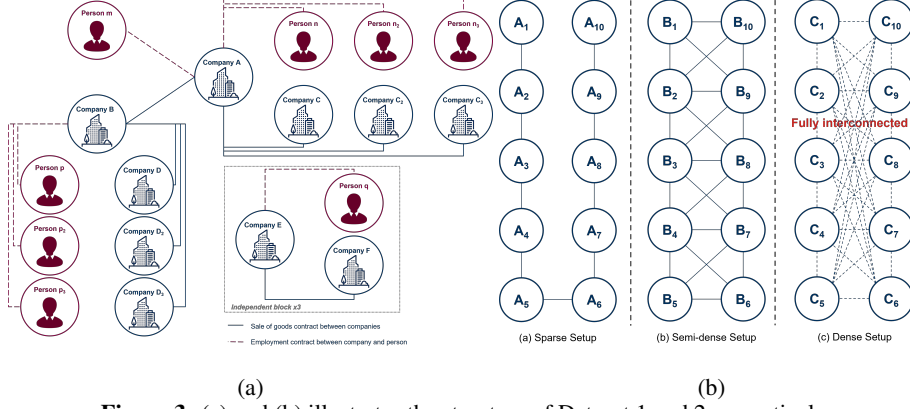 Person m
Person n
Person n₂
Person n₃
Company A
Company B
Company C
Company C₂
Company C₃
Person p
Company D
Person p₂
Company D₂
Person p₃
Company D₃
Person q
Company E
Company F
Independent block x3
Sale of goods contract between companies
Employment contract between company and person
A₁ A₁₀
A₂ A₉
A₃ A₈
A₄ A₇
A₅ A₆
(a) Sparse Setup
B₁ B₁₀
B₂ B₉
B₃ B₈
B₄ B₇
B₅ B₆
(b) Semi-dense Setup
C₁ C₁₀
C₂ C₉
Fully interconnected
C₃ C₈
C₄ C₇
C₅ C₆
(c) Dense Setup
(a) (b)